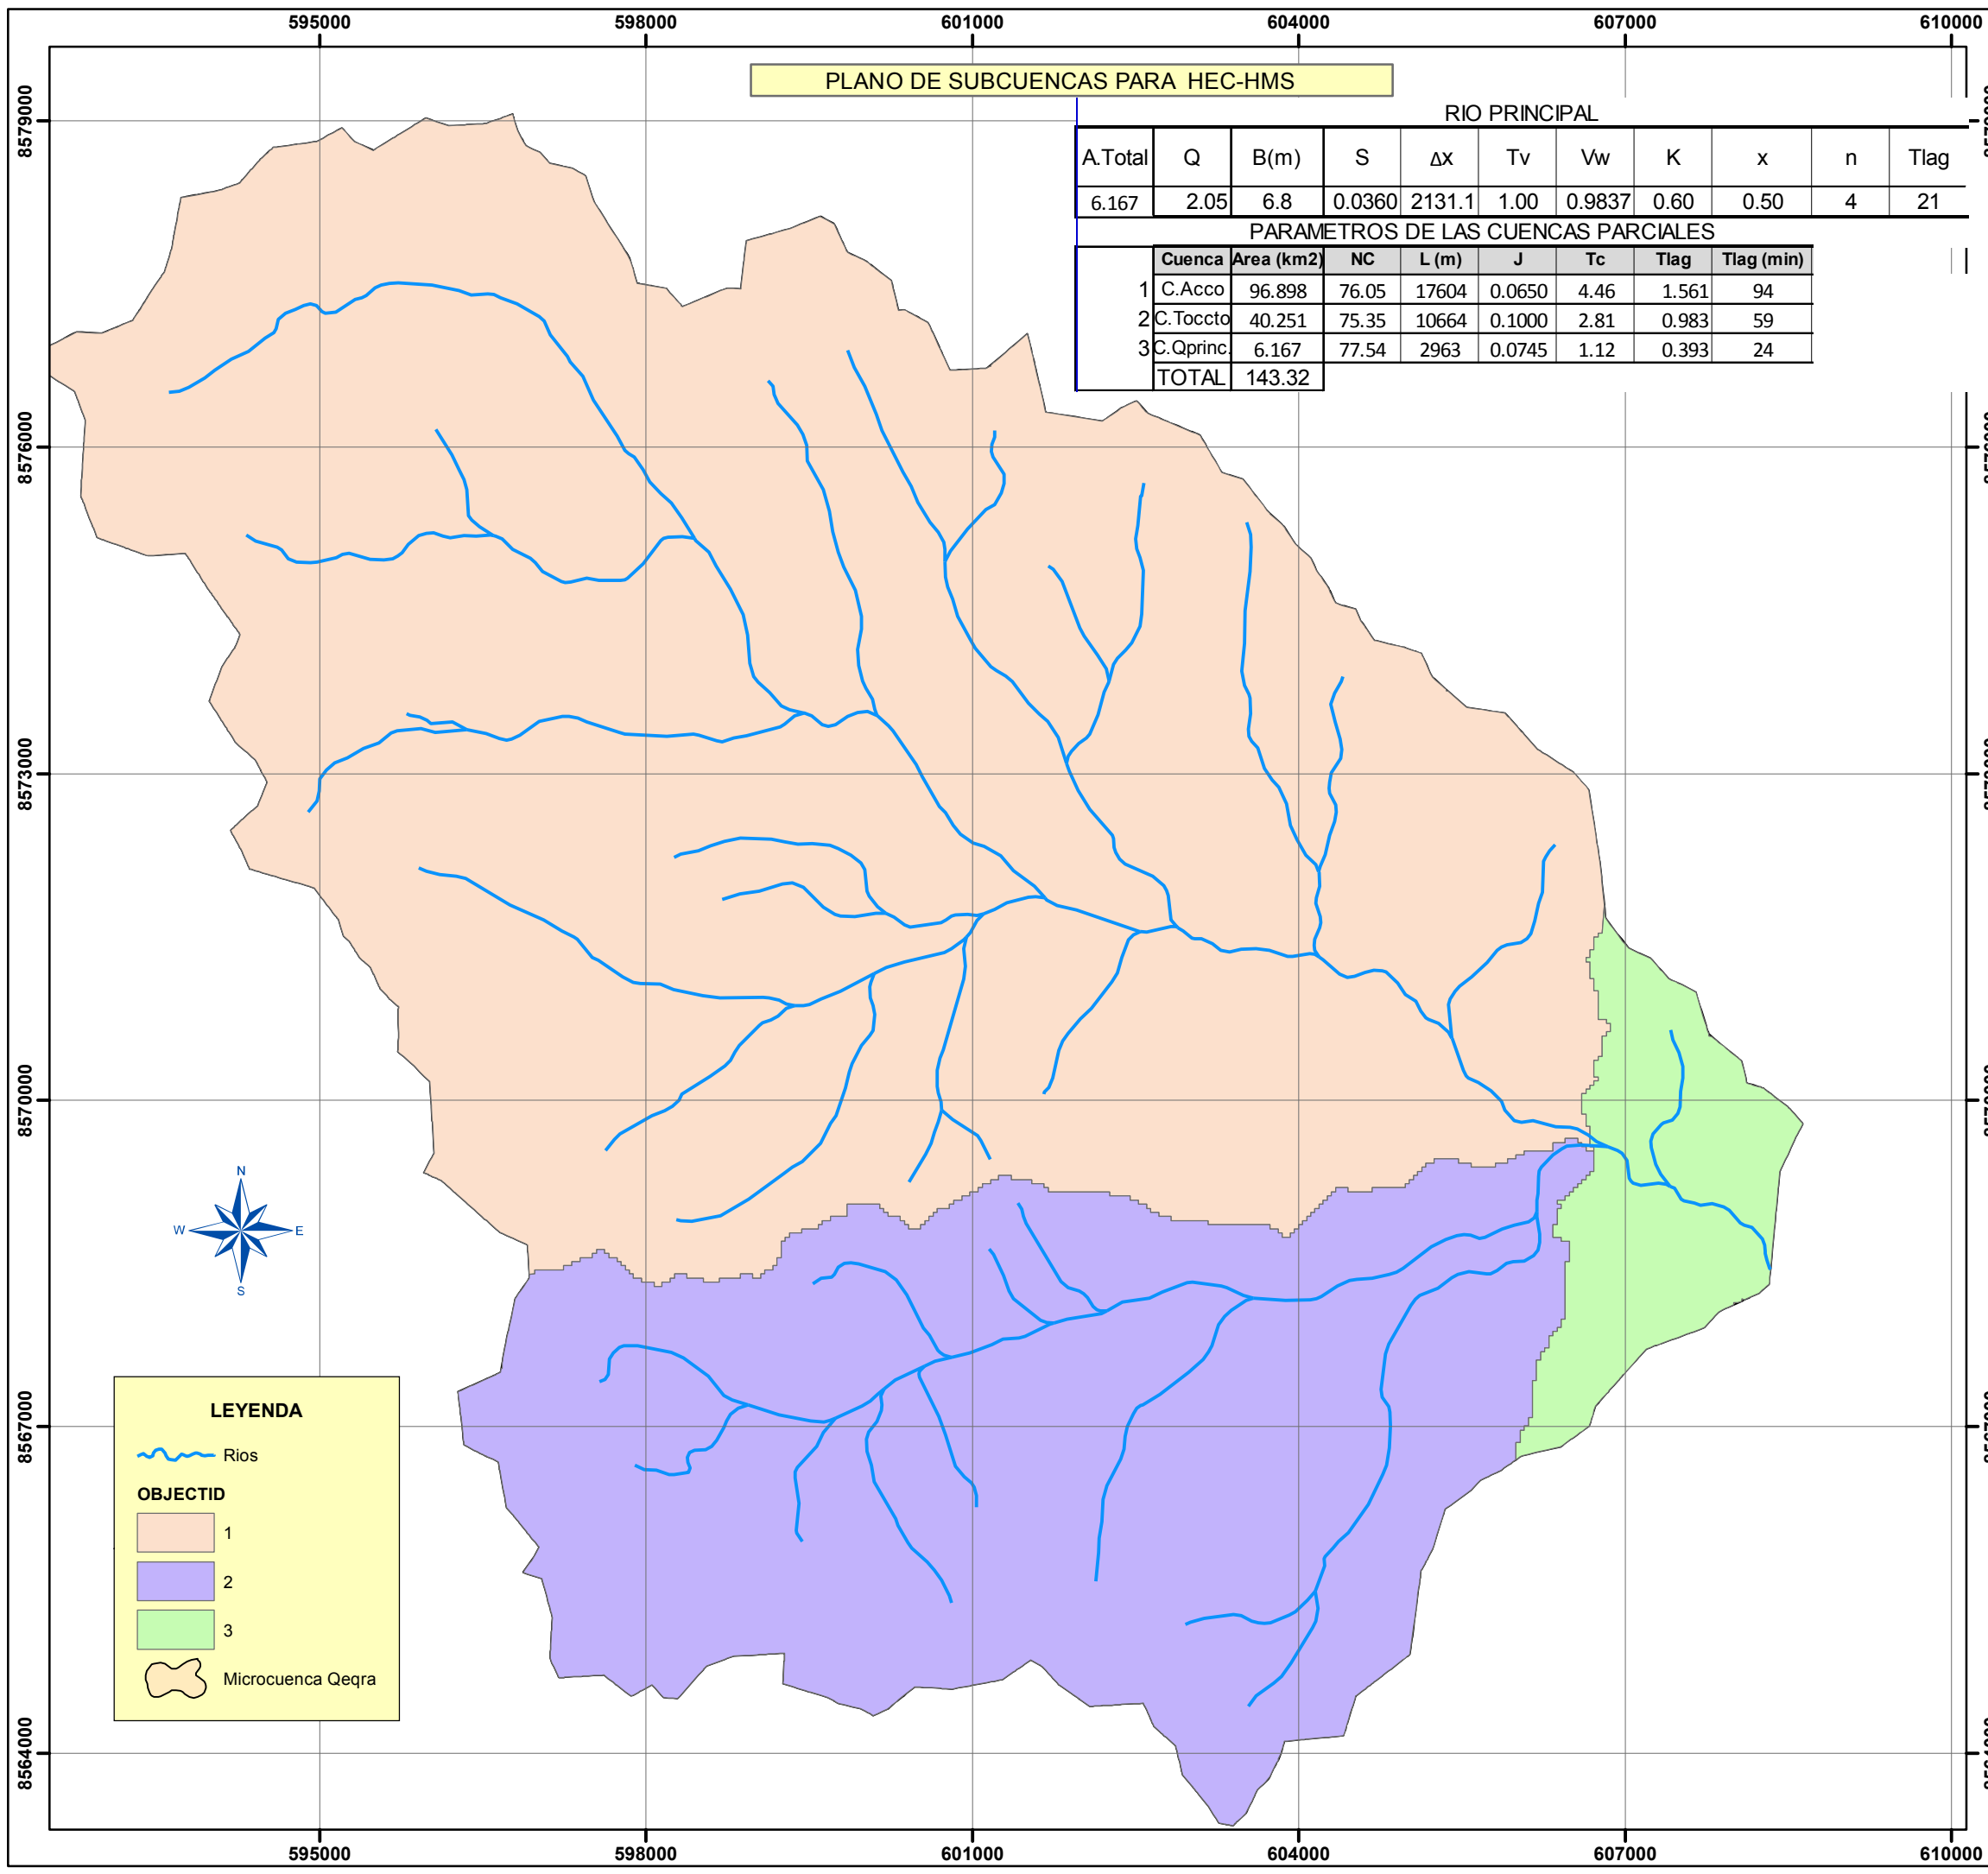 595000 598000 601000 604000 607000 610000
PLANO DE SUBCUENCAS PARA HEC-HMS
RIO PRINCIPAL
A.Total Q B(m) S Δx Tv Vw K x n Tlag
6.167 2.05 6.8 0.0360 2131.1 1.00 0.9837 0.60 0.50 4 21
PARAMETROS DE LAS CUENCAS PARCIALES
Cuenca Area (km2) NC L (m) J Tc Tlag Tlag (min)
1 C.Acco 96.898 76.05 17604 0.0650 4.46 1.561 94
2 C.Toccto 40.251 75.35 10664 0.1000 2.81 0.983 59
3 C.Qprinc. 6.167 77.54 2963 0.0745 1.12 0.393 24
TOTAL 143.32
8579000
8576000
8573000
8570000
8567000
8564000
N
W E
S
LEYENDA
Rios
OBJECTID
1
2
3
Microcuenca Qeqra
595000 598000 601000 604000 607000 610000